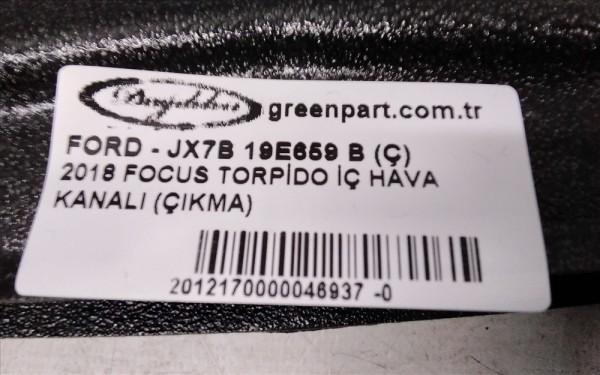 greenpart.com.tr
FORD - JX7B 19E659 B (Ç)
2018 FOCUS TORPİDO İÇ HAVA
KANALI (ÇIKMA)
2012170000046937 -0